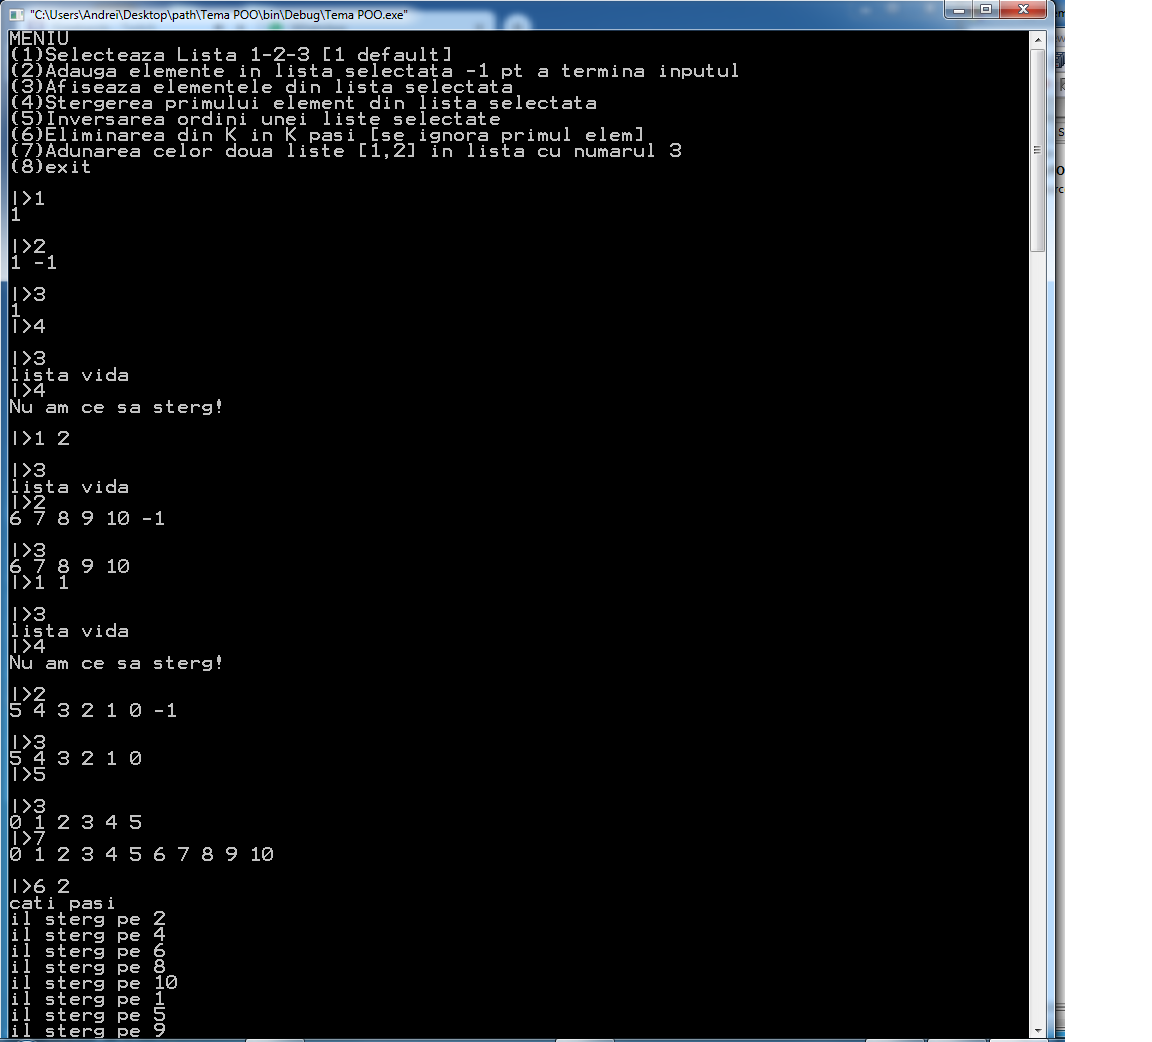 "C:\Users\Andrei\Desktop\path\Tema POO\bin\Debug\Tema POO.exe"
MENIU
(1)Selecteaza Lista 1-2-3 [1 default]
(2)Adauga elemente in lista selectata -1 pt a termina inputul
(3)Afiseaza elementele din lista selectata
(4)Stergerea primului element din lista selectata
(5)Inversarea ordini unei liste selectate
(6)Eliminarea din K in K pasi [se ignora primul elem]
(7)Adunarea celor doua liste [1,2] in lista cu numarul 3
(8)exit
|>1
1
|>2
1 -1
|>3
1
|>4
|>3
lista vida
|>4
Nu am ce sa sterg!
|>1 2
|>3
lista vida
|>2
6 7 8 9 10 -1
|>3
6 7 8 9 10
|>1 1
|>3
lista vida
|>4
Nu am ce sa sterg!
|>2
5 4 3 2 1 0 -1
|>3
5 4 3 2 1 0
|>5
|>3
0 1 2 3 4 5
|>7
0 1 2 3 4 5 6 7 8 9 10
|>6 2
cati pasi
il sterg pe 2
il sterg pe 4
il sterg pe 6
il sterg pe 8
il sterg pe 10
il sterg pe 1
il sterg pe 5
il sterg pe 9